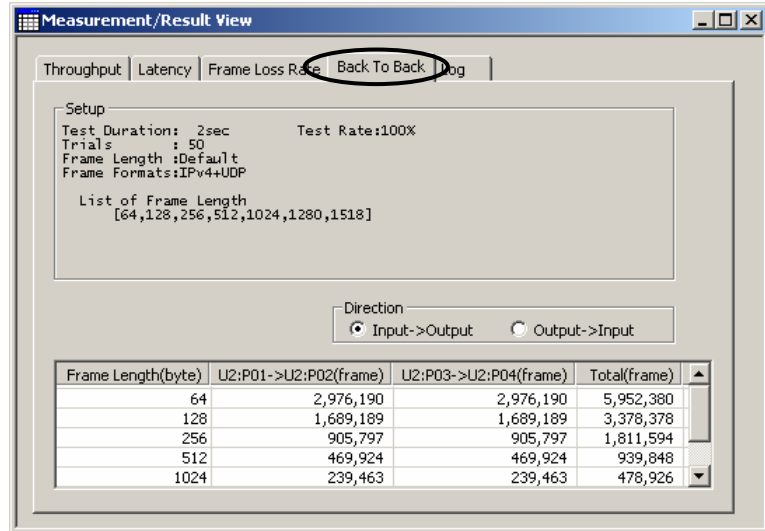 Measurement/Result View
Throughput Latency Frame Loss Rate Back To Back Log
Setup
Test Duration: 2sec Test Rate:100%
Trials : 50
Frame Length :Default
Frame Formats:IPv4+UDP
List of Frame Length
[64,128,256,512,1024,1280,1518]
Direction
Input->Output Output->Input
Frame Length(byte) U2:P01->U2:P02(frame) U2:P03->U2:P04(frame) Total(frame)
64 2,976,190 2,976,190 5,952,380
128 1,689,189 1,689,189 3,378,378
256 905,797 905,797 1,811,594
512 469,924 469,924 939,848
1024 239,463 239,463 478,926